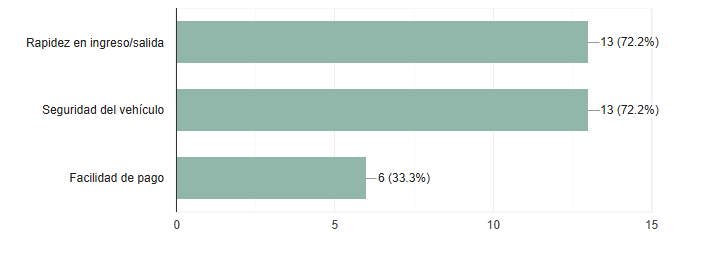 Rapidez en ingreso/salida
13 (72.2%)
Seguridad del vehículo
13 (72.2%)
Facilidad de pago
6 (33.3%)
0
5
10
15